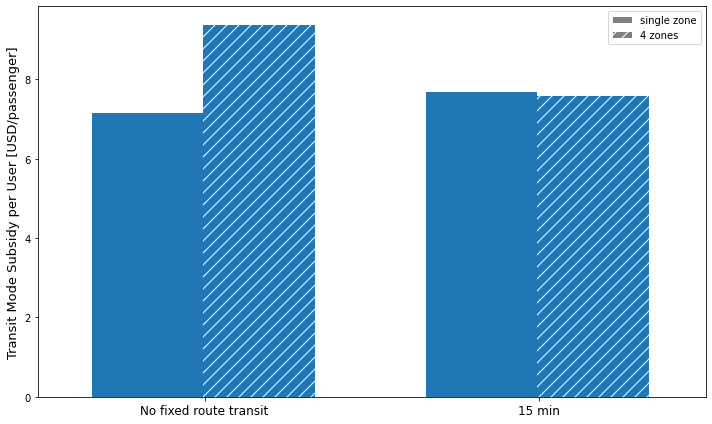 single zone
4 zones
Transit Mode Subsidy per User [USD/passenger]
8
6
4
2
0
No fixed route transit
15 min